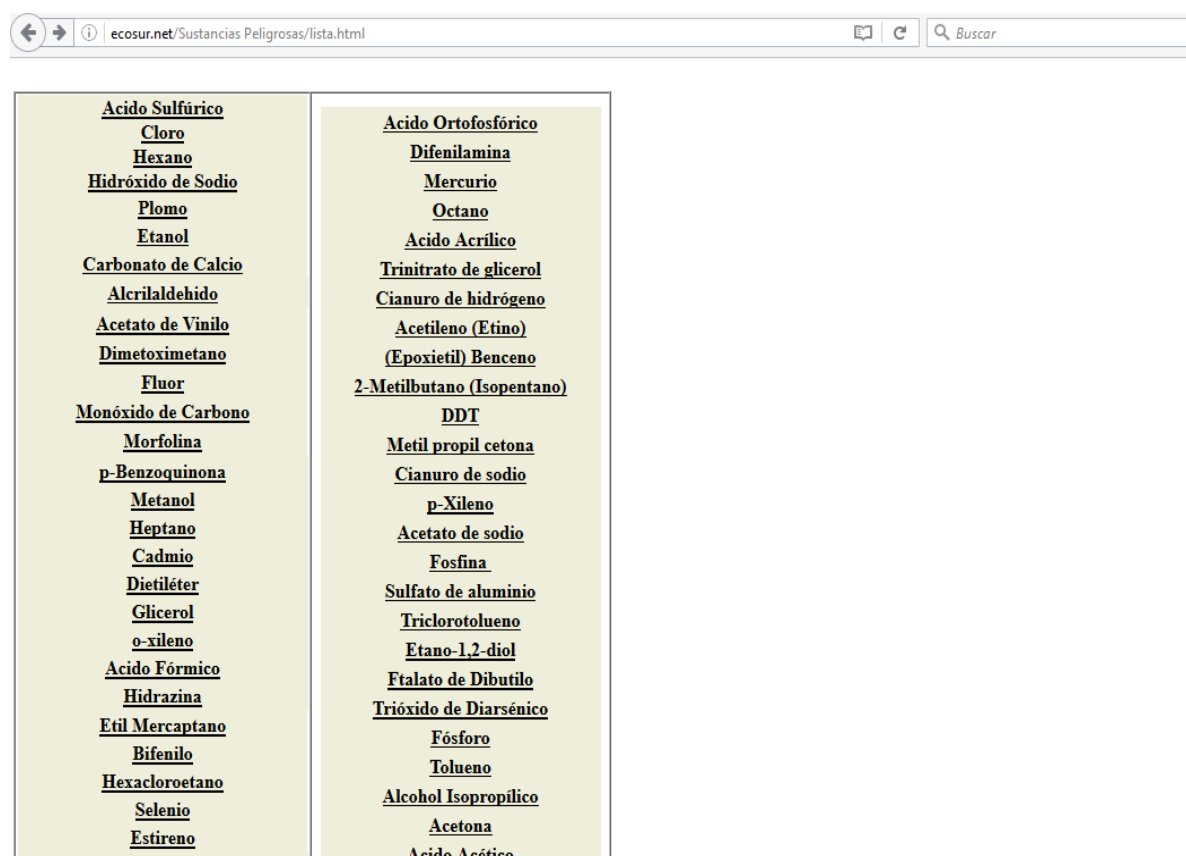 ecosur.net/Sustancias Peligrosas/lista.html
Buscar
Acido Sulfúrico
Cloro
Hexano
Hidróxido de Sodio
Plomo
Etanol
Carbonato de Calcio
Alcrilaldehido
Acetato de Vinilo
Dimetoximetano
Fluor
Monóxido de Carbono
Morfolina
p-Benzoquinona
Metanol
Heptano
Cadmio
Dietiléter
Glicerol
o-xileno
Acido Fórmico
Hidrazina
Etil Mercaptano
Bifenilo
Hexacloroetano
Selenio
Estireno
Acido Ortofosfórico
Difenilamina
Mercurio
Octano
Acido Acrílico
Trinitrato de glicerol
Cianuro de hidrógeno
Acetileno (Etino)
(Epoxietil) Benceno
2-Metilbutano (Isopentano)
DDT
Metil propil cetona
Cianuro de sodio
p-Xileno
Acetato de sodio
Fosfina
Sulfato de aluminio
Triclorotolueno
Etano-1,2-diol
Ftalato de Dibutilo
Trióxido de Diarsénico
Fósforo
Tolueno
Alcohol Isopropílico
Acetona
Acido Acético